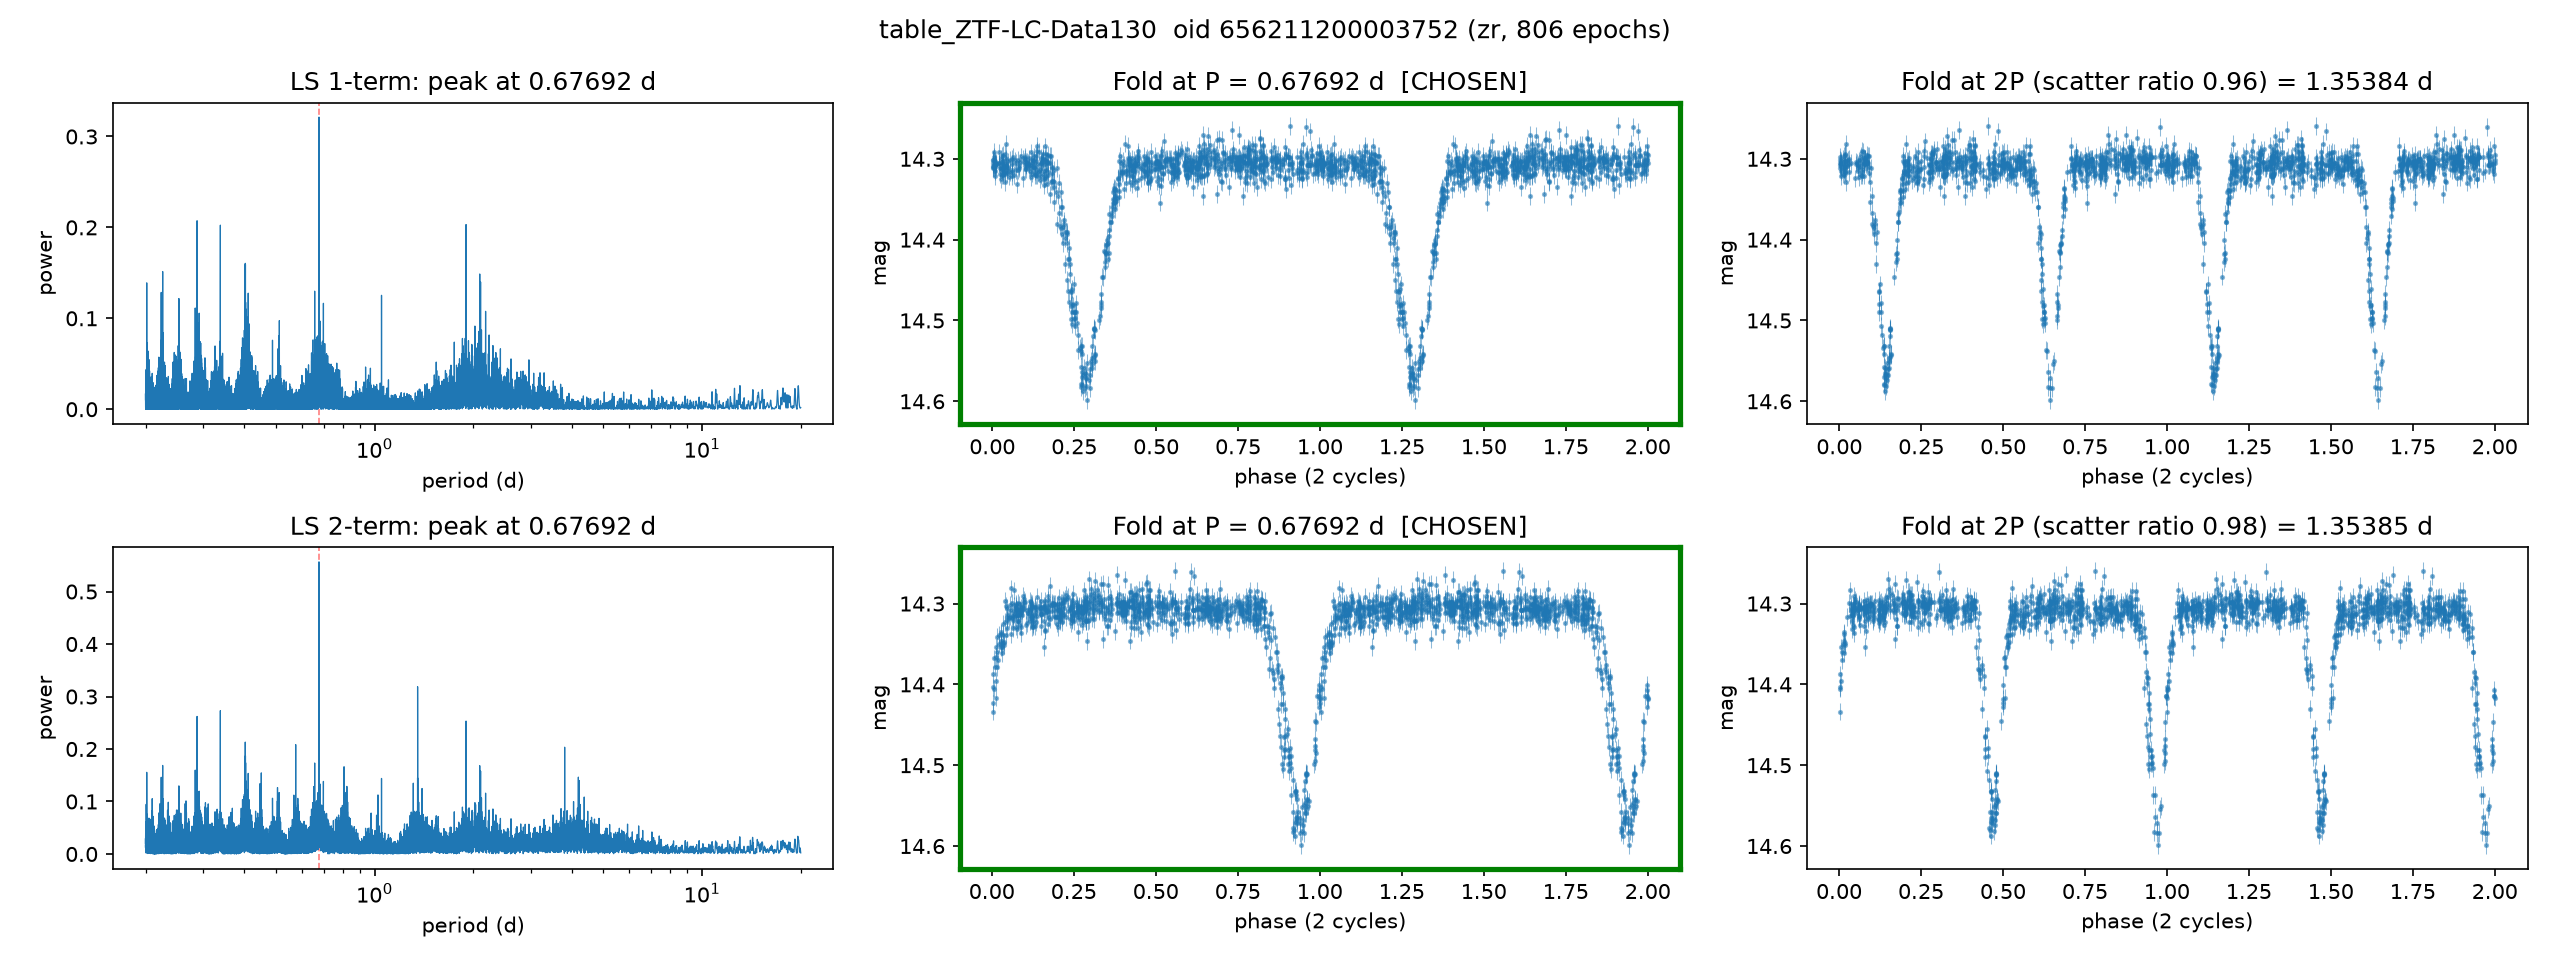 table_ZTF-LC-Data130  oid 656211200003752 (zr, 806 epochs)
LS 1-term: peak at 0.67692 d
power
0.3
0.2
0.1
0.0
10^0
10^1
period (d)
Fold at P = 0.67692 d  [CHOSEN]
mag
14.3
14.4
14.5
14.6
0.00 0.25 0.50 0.75 1.00 1.25 1.50 1.75 2.00
phase (2 cycles)
Fold at 2P (scatter ratio 0.96) = 1.35384 d
mag
14.3
14.4
14.5
14.6
0.00 0.25 0.50 0.75 1.00 1.25 1.50 1.75 2.00
phase (2 cycles)
LS 2-term: peak at 0.67692 d
power
0.5
0.4
0.3
0.2
0.1
0.0
10^0
10^1
period (d)
Fold at P = 0.67692 d  [CHOSEN]
mag
14.3
14.4
14.5
14.6
0.00 0.25 0.50 0.75 1.00 1.25 1.50 1.75 2.00
phase (2 cycles)
Fold at 2P (scatter ratio 0.98) = 1.35385 d
mag
14.3
14.4
14.5
14.6
0.00 0.25 0.50 0.75 1.00 1.25 1.50 1.75 2.00
phase (2 cycles)